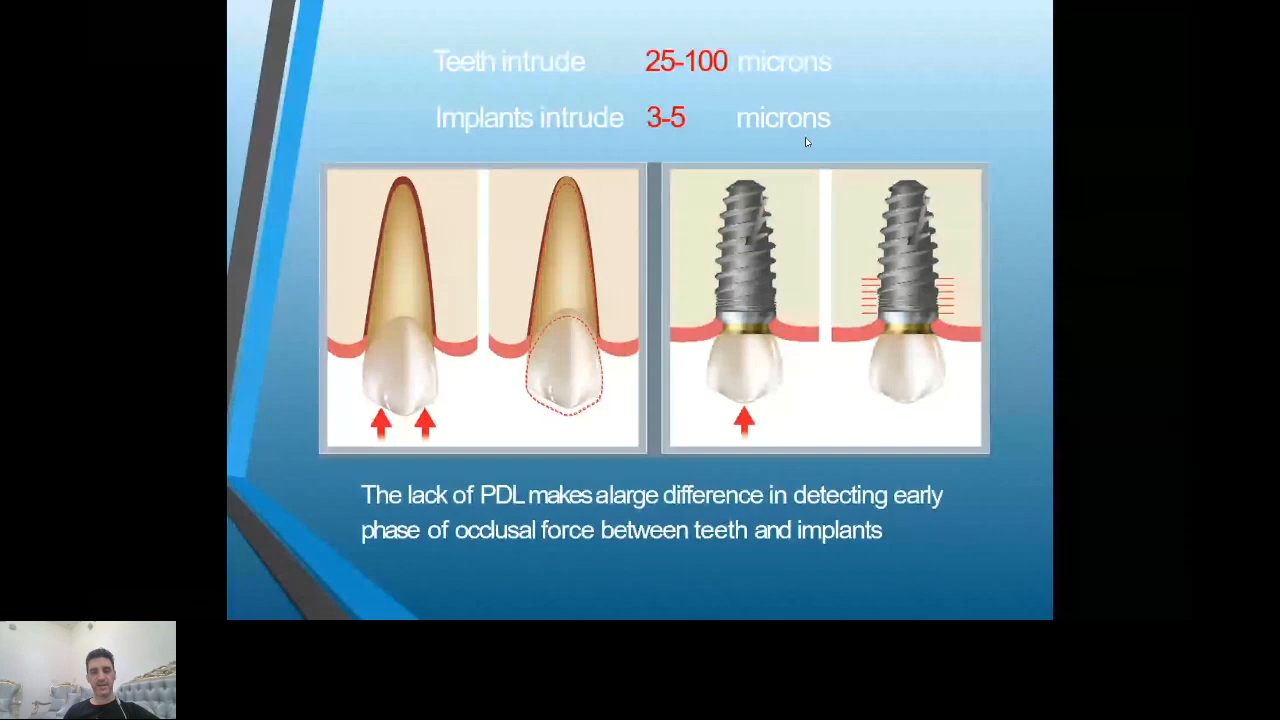 Teeth intrude 25-100 microns
Implants intrude 3-5 microns
The lack of PDL makes alarge difference in detecting early
phase of occlusal force between teeth and implants